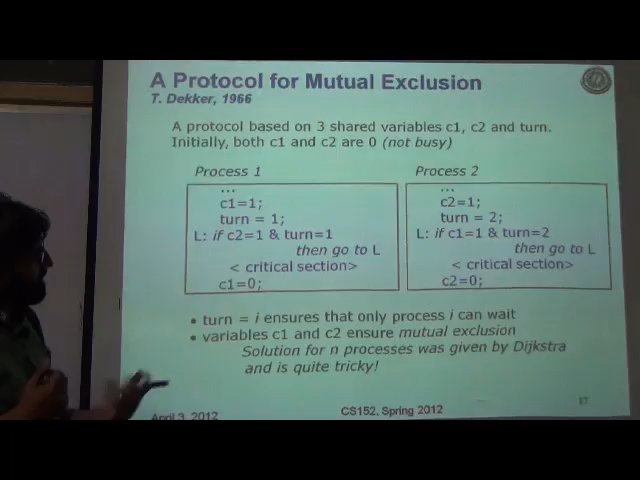 A Protocol for Mutual Exclusion
T. Dekker, 1966
A protocol based on 3 shared variables c1, c2 and turn.
Initially, both c1 and c2 are 0 (not busy)
Process 1
...
c1=1;
turn = 1;
L: if c2=1 & turn=1
then go to L
< critical section>
c1=0;
Process 2
...
c2=1;
turn = 2;
L: if c1=1 & turn=2
then go to L
< critical section>
c2=0;
• turn = i ensures that only process i can wait
• variables c1 and c2 ensure mutual exclusion
Solution for n processes was given by Dijkstra
and is quite tricky!
April 3, 2012
CS152, Spring 2012